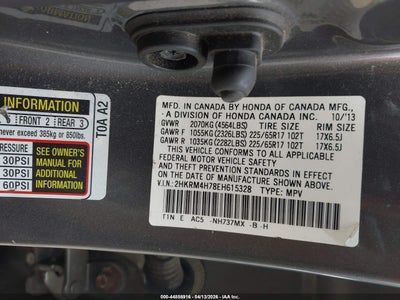 MFD. IN CANADA BY HONDA OF CANADA MFG.,
- A DIVISION OF HONDA CANADA INC. 10/'13
GVWR 2070KG (4564LBS) TIRE SIZE RIM SIZE
GAWR F 1055KG (2326LBS) 225/65R17 102T 17X6.5J
GAWR R 1035KG (2282LBS) 225/65R17 102T 17X6.5J
THIS VEHICLE CONFORMS TO ALL APPLICABLE
FEDERAL MOTOR VEHICLE SAFETY AND
THEFT PREVENTION STANDARDS IN EFFECT
ON THE DATE OF MANUFACTURE SHOWN ABOVE.
V.I.N.: 2HKRM4H78EH615328 TYPE: MPV
NH737MX -B -H
INFORMATION
FRONT 2 REAR 3
never exceed 385kg or 850lbs.
T0A A2
PRESSURE
30PSI
30PSI
60PSI
SEE OWNER'S
MANUAL FOR
ADDITIONAL
INFORMATION
IAA: 44858916 - 04/13/2026 - IAA Inc.